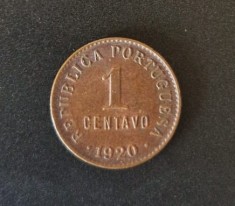 REPUBLICA PORTUGUESA
1
CENTAVO
1920